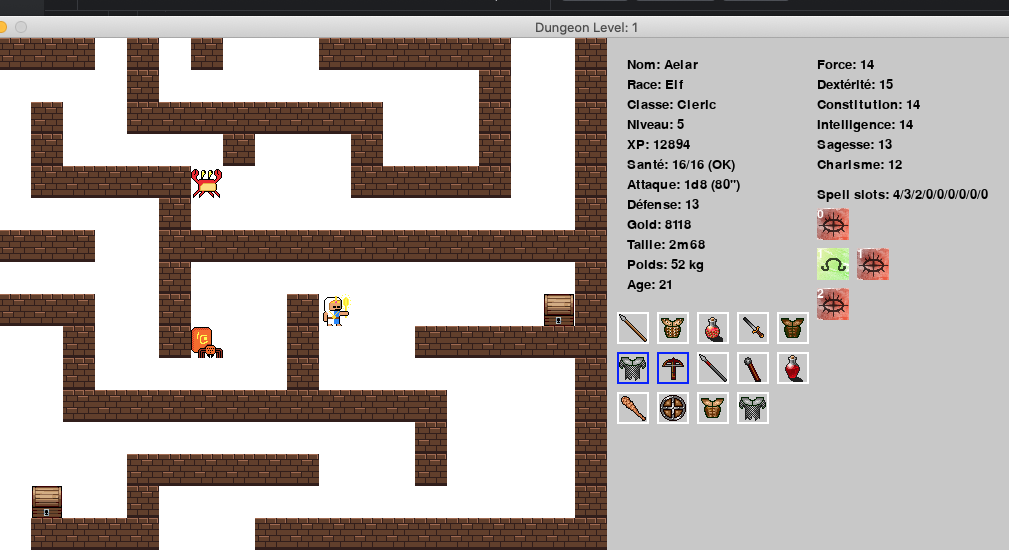 Dungeon Level: 1
Nom: Aelar
Race: Elf
Classe: Cleric
Niveau: 5
XP: 12894
Santé: 16/16 (OK)
Attaque: 1d8 (80")
Défense: 13
Gold: 8118
Taille: 2m68
Poids: 52 kg
Age: 21
Force: 14
Dextérité: 15
Constitution: 14
Intelligence: 14
Sagesse: 13
Charisme: 12
Spell slots: 4/3/2/0/0/0/0/0/0
0
1
2